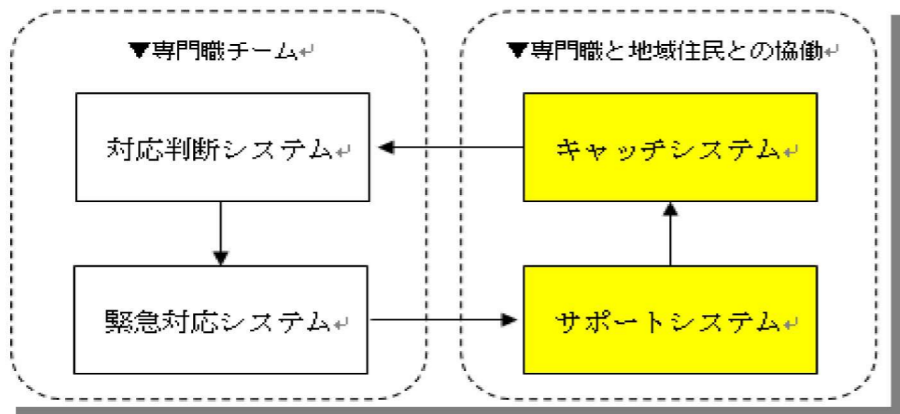 ▼専門職チーム↵
対応判断システム↵
緊急対応システム↵
▼専門職と地域住民との協働↵
キャッチシステム↵
サポートシステム↵